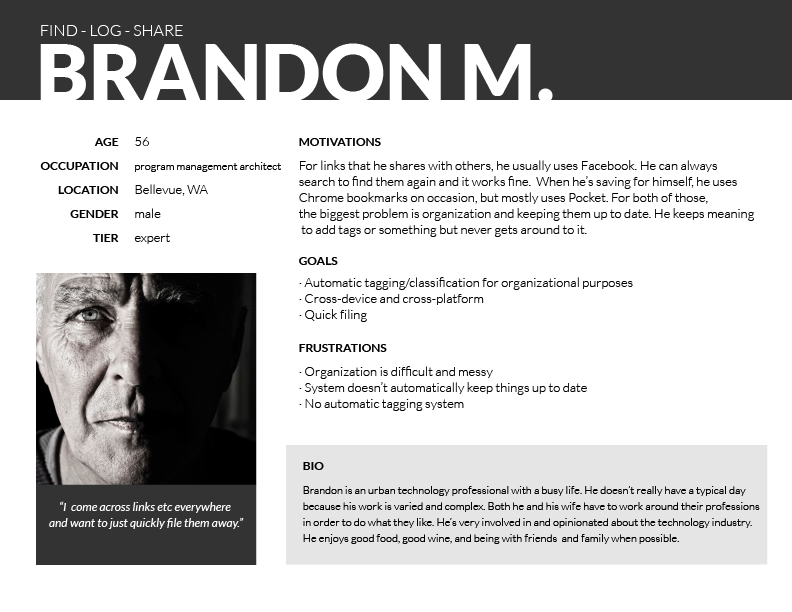 FIND - LOG - SHARE
BRANDON M.
AGE 56
OCCUPATION program management architect
LOCATION Bellevue, WA
GENDER male
TIER expert
"I come across links etc everywhere
and want to just quickly file them away."
MOTIVATIONS
For links that he shares with others, he usually uses Facebook. He can always
search to find them again and it works fine. When he's saving for himself, he uses
Chrome bookmarks on occasion, but mostly uses Pocket. For both of those,
the biggest problem is organization and keeping them up to date. He keeps meaning
to add tags or something but never gets around to it.
GOALS
· Automatic tagging/classification for organizational purposes
· Cross-device and cross-platform
· Quick filing
FRUSTRATIONS
· Organization is difficult and messy
· System doesn't automatically keep things up to date
· No automatic tagging system
BIO
Brandon is an urban technology professional with a busy life. He doesn't really have a typical day
because his work is varied and complex. Both he and his wife have to work around their professions
in order to do what they like. He's very involved in and opinionated about the technology industry.
He enjoys good food, good wine, and being with friends and family when possible.